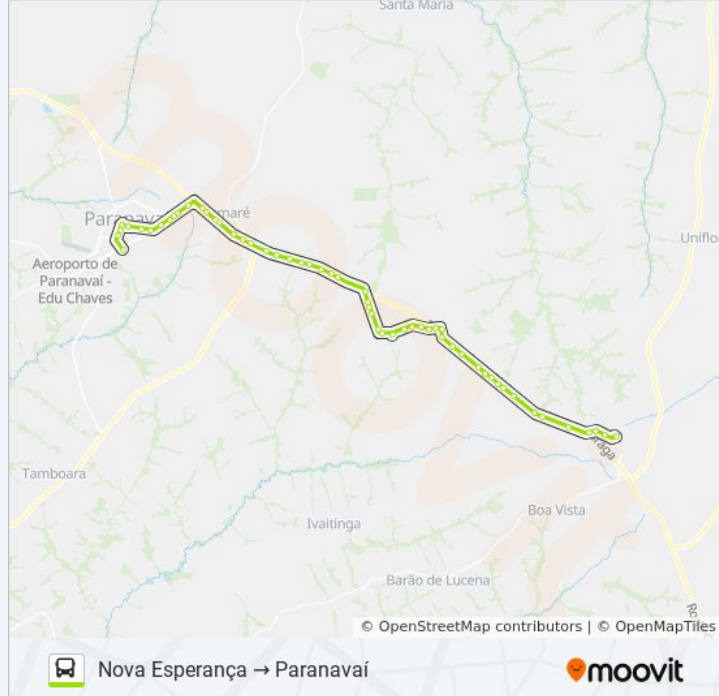 Santa Maria
Paranavaí
Aeroporto de
Paranavaí -
Edu Chaves
Tamboara
Ivaitinga
Boa Vista
Barão de Lucena
© OpenStreetMap contributors | © OpenMapTiles
Nova Esperança → Paranavaí
moovit